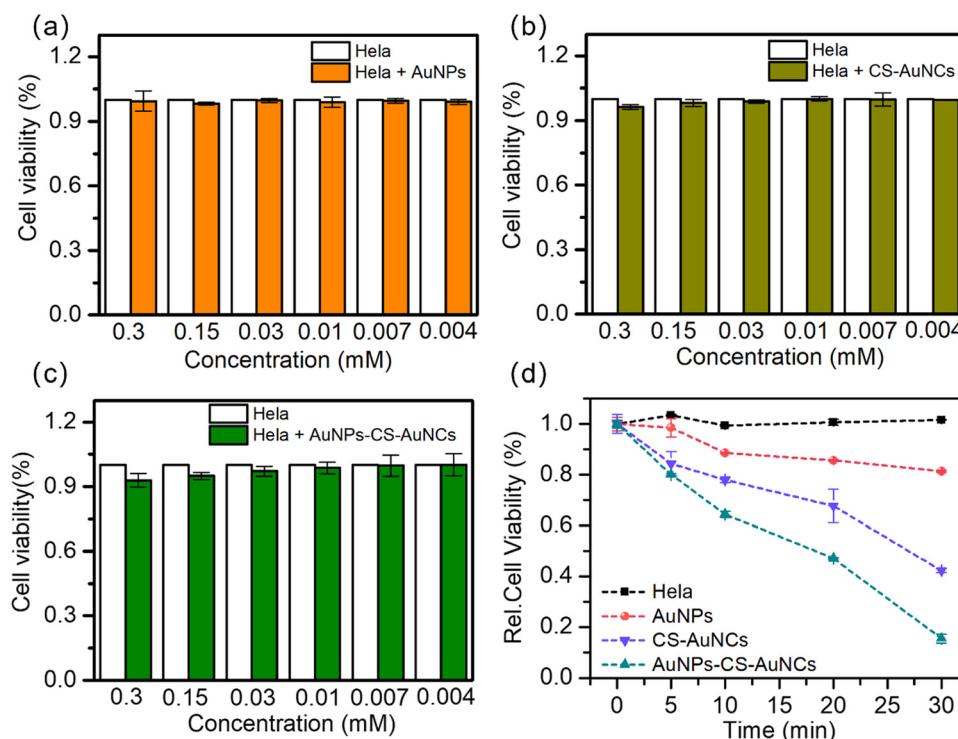 (a)
Hela
Hela + AuNPs
Cell viability (%)
1.2
0.9
0.6
0.3
0.0
0.3 0.15 0.03 0.01 0.007 0.004
Concentration (mM)
(b)
Hela
Hela + CS-AuNCs
Cell viability (%)
1.2
0.9
0.6
0.3
0.0
0.3 0.15 0.03 0.01 0.007 0.004
Concentration (mM)
(c)
Hela
Hela + AuNPs-CS-AuNCs
Cell viability(%)
1.2
0.9
0.6
0.3
0.0
0.3 0.15 0.03 0.01 0.007 0.004
Concentration (mM)
(d)
Rel.Cell Viability (%)
1.0
0.8
0.6
0.4
0.2
0.0
Hela
AuNPs
CS-AuNCs
AuNPs-CS-AuNCs
0 5 10 15 20 25 30
Time (min)